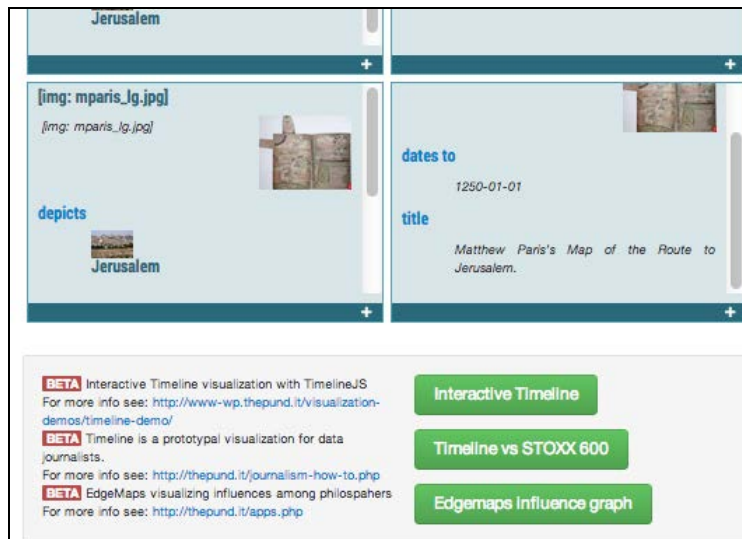 Jerusalem
+
+
[img: mparis_lg.jpg]
[img: mparis_lg.jpg]
depicts
Jerusalem
+
dates to
1250-01-01
title
Matthew Paris's Map of the Route to
Jerusalem.
+
BETA Interactive Timeline visualization with TimelineJS
For more info see: http://www-wp.thepund.it/visualization-
demos/timeline-demo/
BETA Timeline is a prototypal visualization for data
journalists.
For more info see: http://thepund.it/journalism-how-to.php
BETA EdgeMaps visualizing influences among philospahers
For more info see: http://thepund.it/apps.php
Interactive Timeline
Timeline vs STOXX 600
Edgemaps influence graph